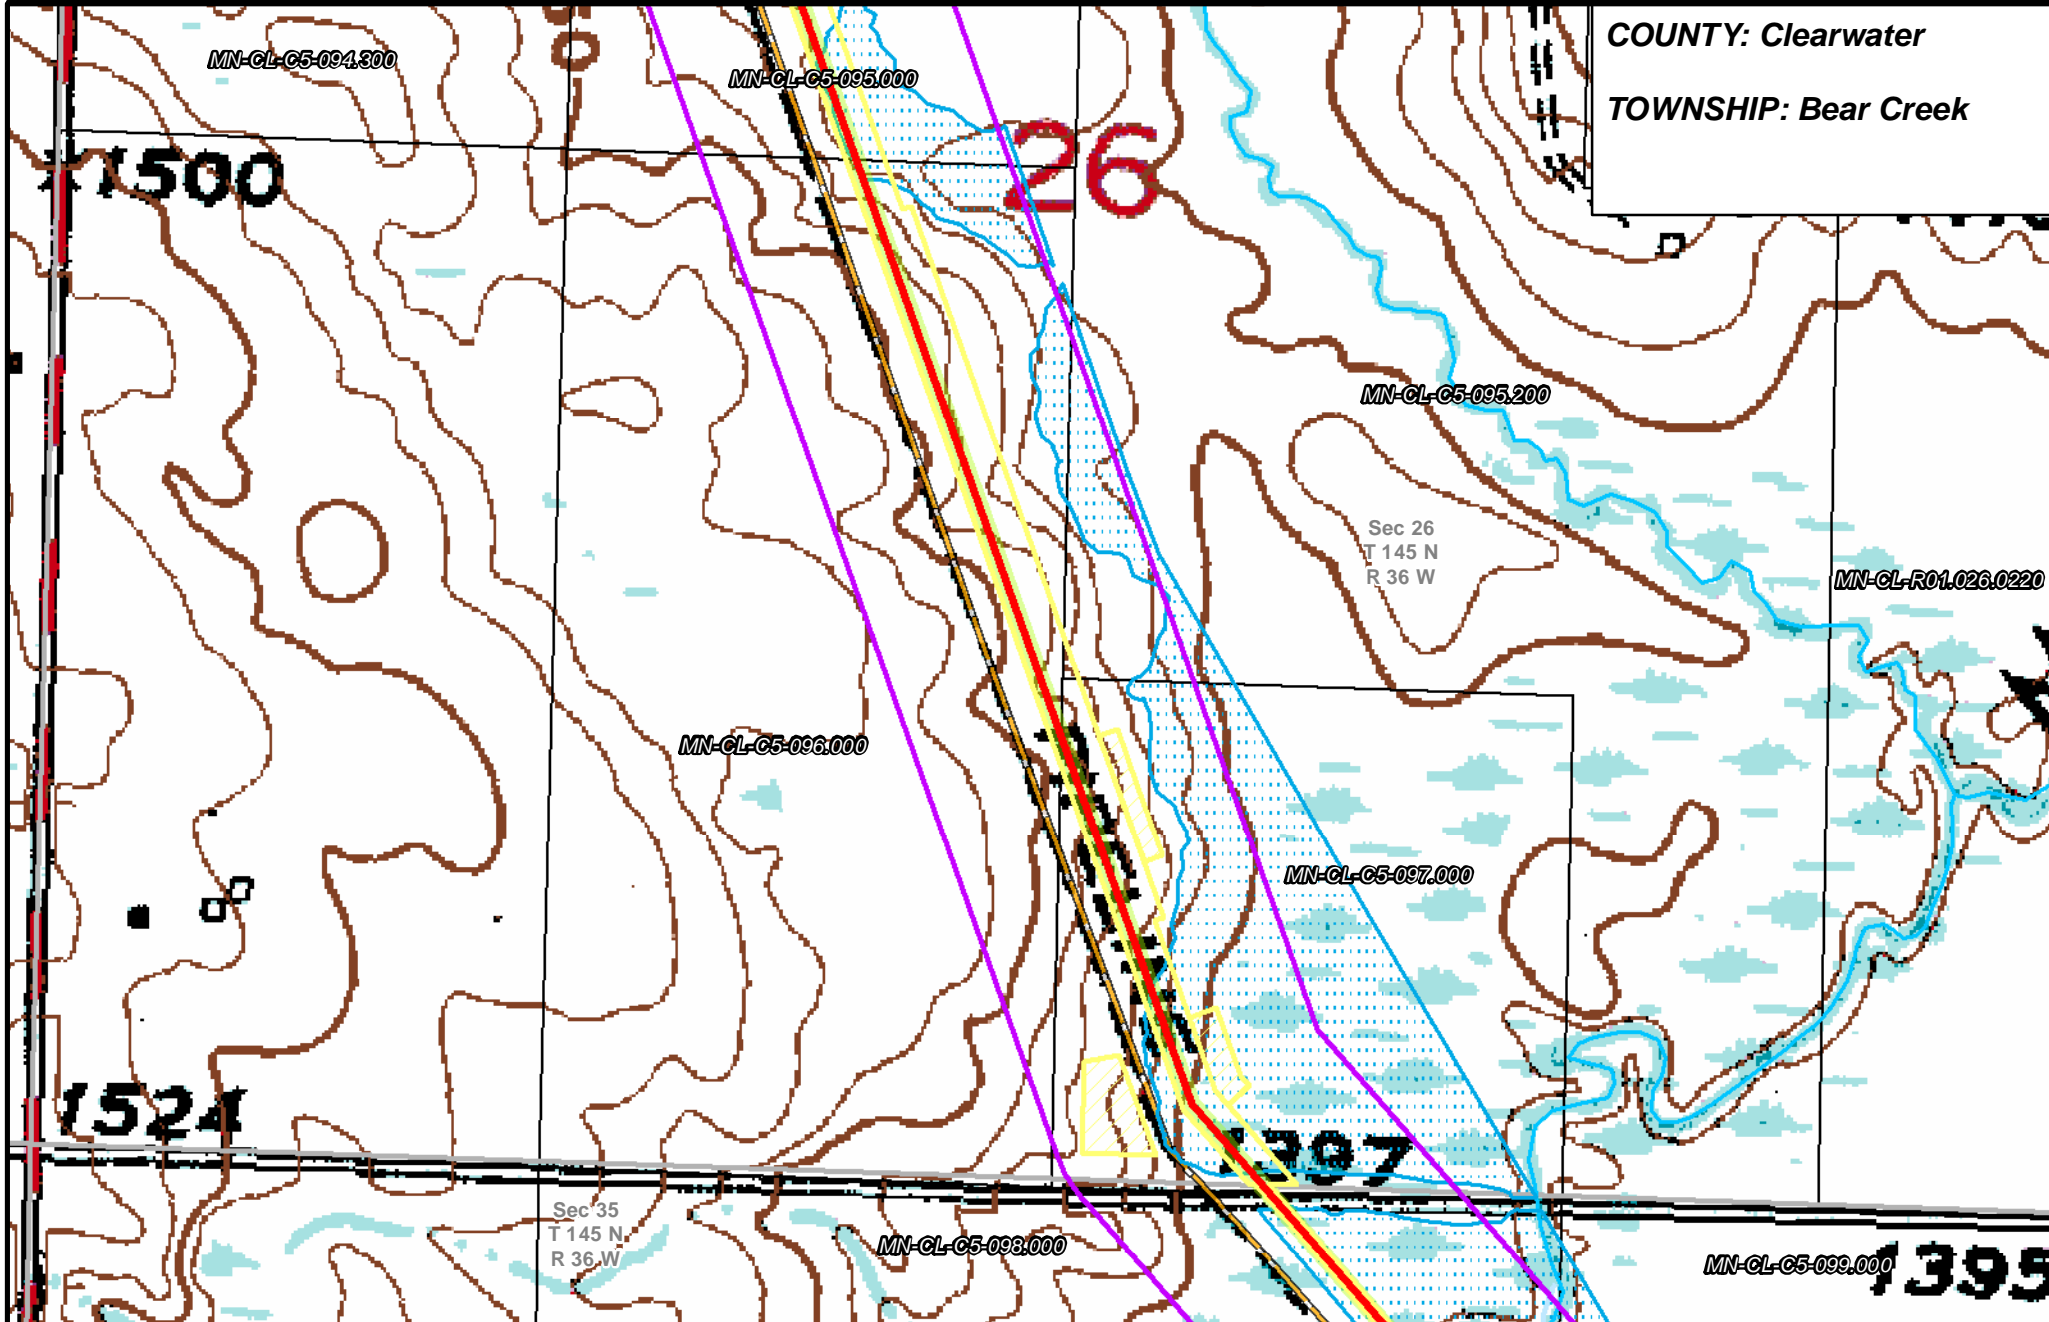 COUNTY: Clearwater
TOWNSHIP: Bear Creek
MN-CL-C5-094.300
MN-CL-C5-095.000
26
1500
MN-CL-C5-095.200
Sec 26
T 145 N
R 36 W
MN-CL-R01.026.0220
MN-CL-C5-096.000
MN-CL-C5-097.000
1524
1397
Sec 35
T 145 N
R 36 W
MN-CL-C5-098.000
MN-CL-C5-099.000
1395